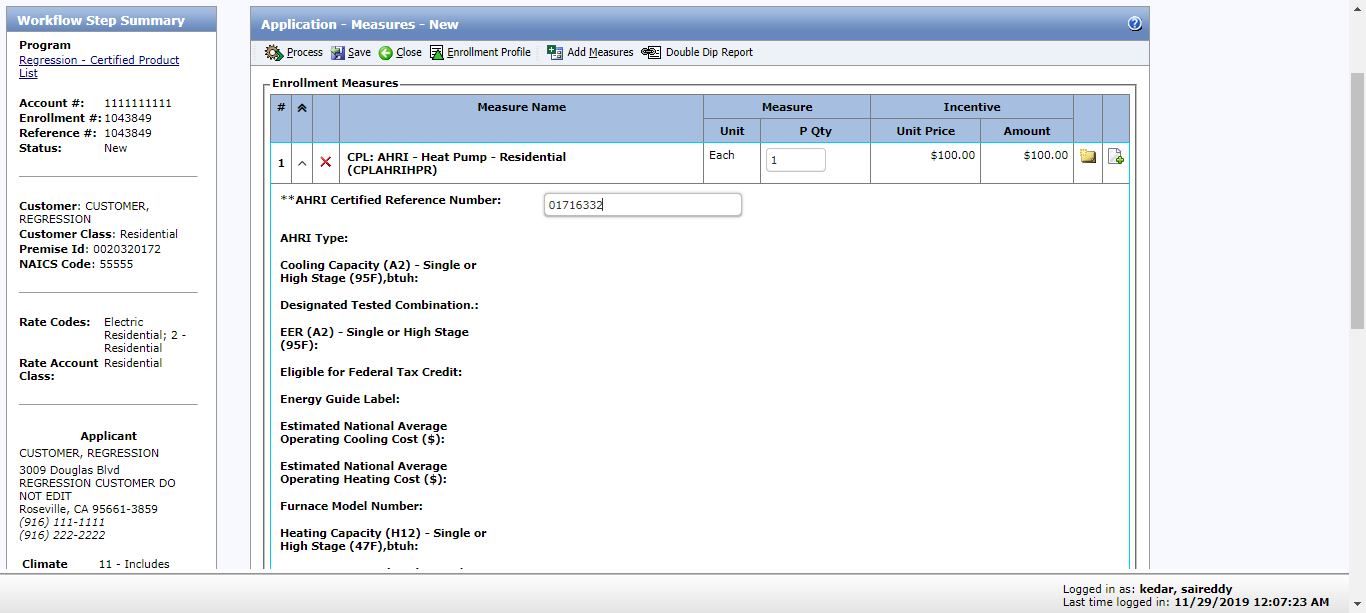 Workflow Step Summary
Program
Regression - Certified Product
List
Account #: 1111111111
Enrollment #: 1043849
Reference #: 1043849
Status: New
Customer: CUSTOMER,
REGRESSION
Customer Class: Residential
Premise Id: 0020320172
NAICS Code: 55555
Rate Codes: Electric
Residential; 2 -
Residential
Rate Account Residential
Class:
Applicant
CUSTOMER, REGRESSION
3009 Douglas Blvd
REGRESSION CUSTOMER DO
NOT EDIT
Roseville, CA 95661-3859
(916) 111-1111
(916) 222-2222
Climate 11 - Includes
Application - Measures - New
?
Process Save Close Enrollment Profile Add Measures Double Dip Report
Enrollment Measures
# Measure Name Measure Incentive
Unit P Qty Unit Price Amount
1 CPL: AHRI - Heat Pump - Residential
(CPLAHRIHPR) Each 1 $100.00 $100.00
**AHRI Certified Reference Number: 01716332
AHRI Type:
Cooling Capacity (A2) - Single or
High Stage (95F),btuh:
Designated Tested Combination.:
EER (A2) - Single or High Stage
(95F):
Eligible for Federal Tax Credit:
Energy Guide Label:
Estimated National Average
Operating Cooling Cost ($):
Estimated National Average
Operating Heating Cost ($):
Furnace Model Number:
Heating Capacity (H12) - Single or
High Stage (47F),btuh:
Logged in as: kedar, saireddy
Last time logged in: 11/29/2019 12:07:23 AM